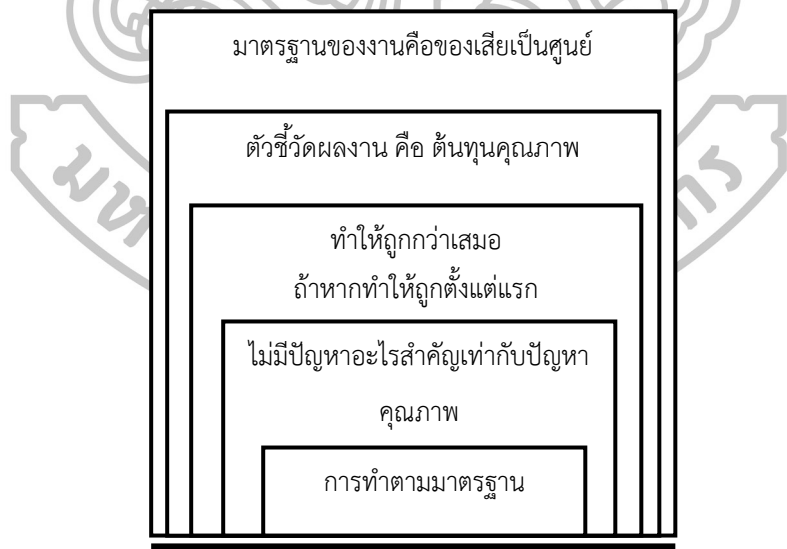 มาตรฐานของงานคือของเสียเป็นศูนย์
ตัวชี้วัดผลงาน คือ ต้นทุนคุณภาพ
ทำให้ถูกกว่าเสมอ
ถ้าหากทำให้ถูกตั้งแต่แรก
ไม่มีปัญหาอะไรสำคัญเท่ากับปัญหา
คุณภาพ
การทำตามมาตรฐาน